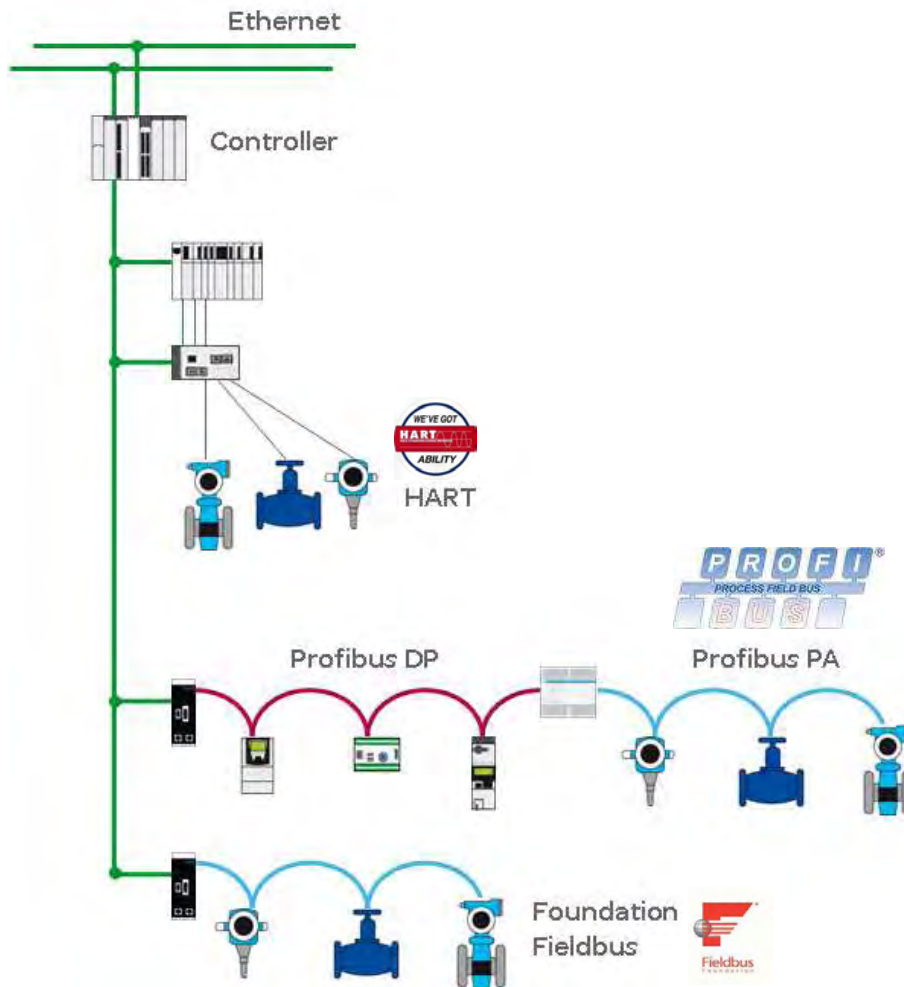 Ethernet
Controller
WE'VE GOT
HART
ABILITY
HART
PROFI
®
PROCESS FIELD BUS
BUS
Profibus DP
Profibus PA
Foundation
Fieldbus
Fieldbus
Foundation